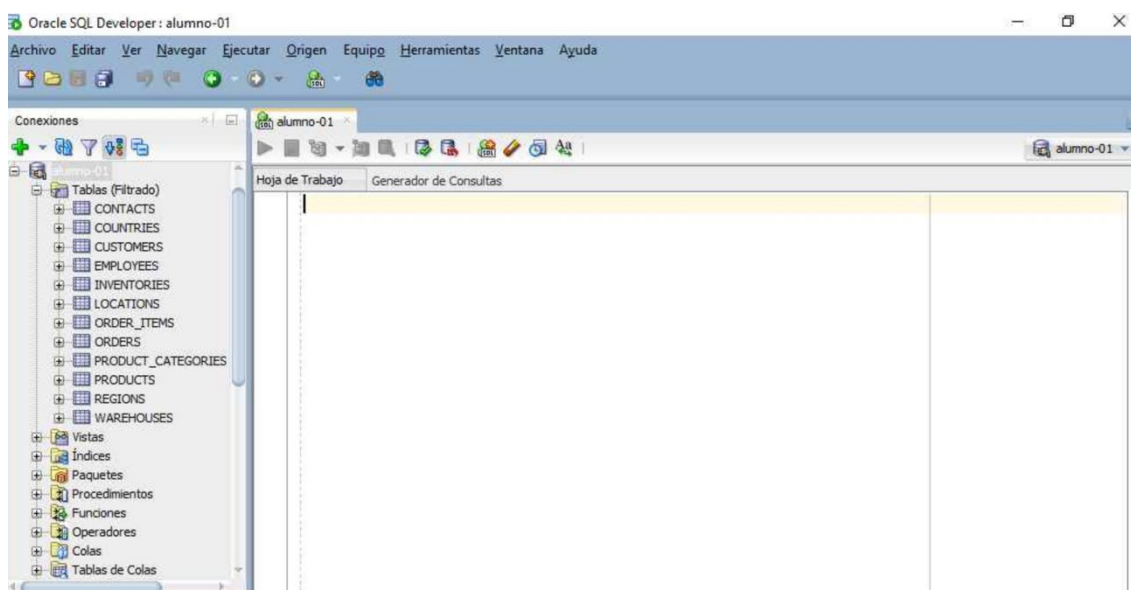 Oracle SQL Developer : alumno-01
Archivo Editar Ver Navegar Ejecutar Origen Equipo Herramientas Ventana Ayuda
Conexiones
alumno-01
alumno-01
Hoja de Trabajo Generador de Consultas
alumno-01
Tablas (Filtrado)
CONTACTS
COUNTRIES
CUSTOMERS
EMPLOYEES
INVENTORIES
LOCATIONS
ORDER_ITEMS
ORDERS
PRODUCT_CATEGORIES
PRODUCTS
REGIONS
WAREHOUSES
Vistas
Índices
Paquetes
Procedimientos
Funciones
Operadores
Colas
Tablas de Colas